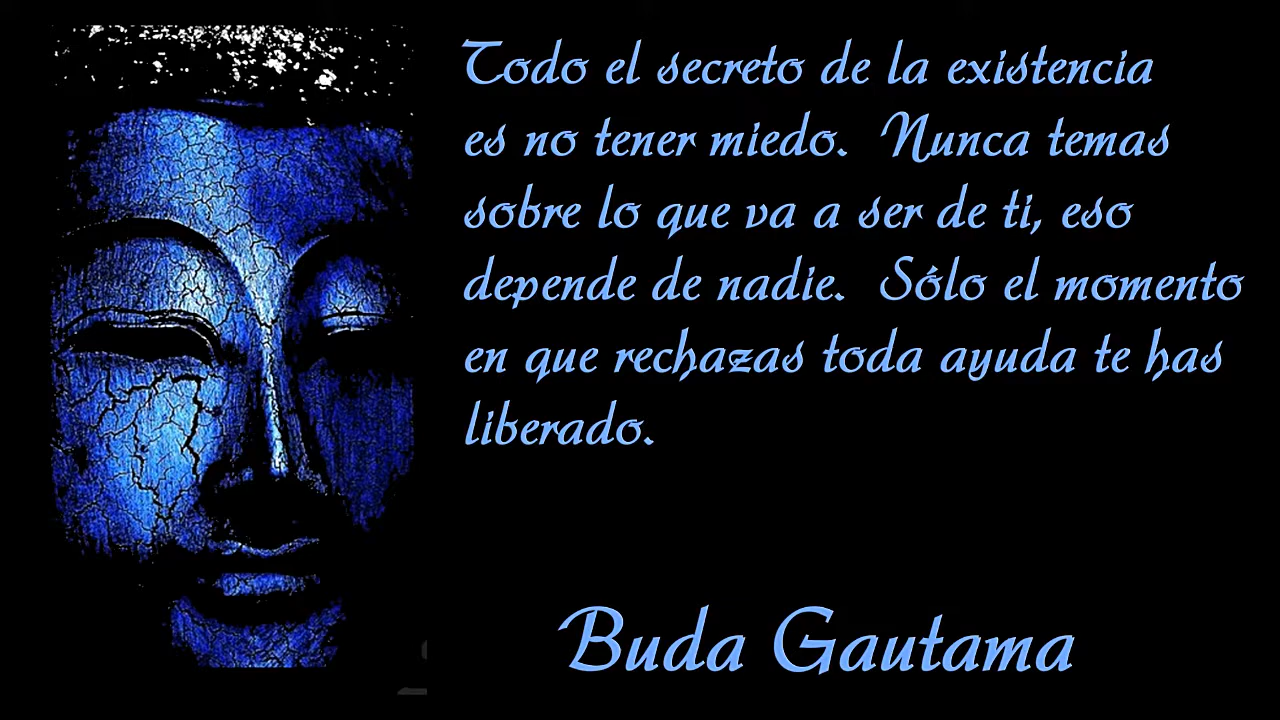 Todo el secreto de la existencia
es no tener miedo. Nunca temas
sobre lo que va a ser de ti, eso
depende de nadie. Sólo el momento
en que rechazas toda ayuda te has
liberado.
Buda Gautama